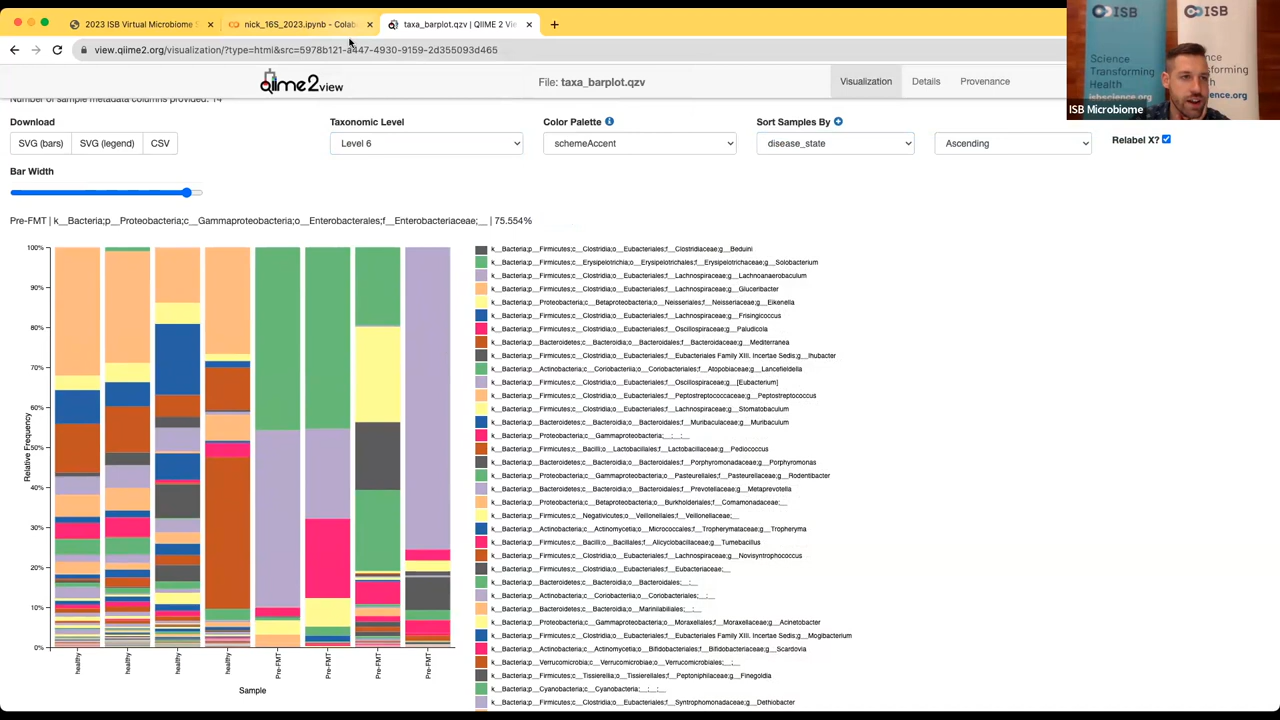 2023 ISB Virtual Microbiome
nick_16S_2023.ipynb - Colab
taxa_barplot.qzv | QIIME 2 Vie
view.qiime2.org/visualization/?type=html&src=5978b121-a447-4930-9159-2d355093d465
qiime2view
File: taxa_barplot.qzv
Visualization
Details
Provenance
ISB
ISB
Science
Transforming
Health
isbscience.org
Science
Transforming
Health
science.org
ISB Microbiome
Number of sample metadata columns provided: 14
Download
Taxonomic Level
Color Palette
Sort Samples By
SVG (bars)
SVG (legend)
CSV
Level 6
schemeAccent
disease_state
Ascending
Relabel X?
Bar Width
Pre-FMT | k__Bacteria;p__Proteobacteria;c__Gammaproteobacteria;o__Enterobacterales;f__Enterobacteriaceae;__ | 75.554%
100%
90%
80%
70%
60%
50%
40%
30%
20%
10%
0%
Relative Frequency
healthy
healthy
healthy
healthy
Pre-FMT
Pre-FMT
Pre-FMT
Pre-FMT
Sample
k__Bacteria;p__Firmicutes;c__Clostridia;o__Eubacteriales;f__Clostridiaceae;g__Beduini
k__Bacteria;p__Firmicutes;c__Erysipelotrichia;o__Erysipelotrichales;f__Erysipelotrichaceae;g__Solobacterium
k__Bacteria;p__Firmicutes;c__Clostridia;o__Eubacteriales;f__Lachnospiraceae;g__Lachnoanaerobaculum
k__Bacteria;p__Firmicutes;c__Clostridia;o__Eubacteriales;f__Lachnospiraceae;g__Gluceribacter
k__Bacteria;p__Proteobacteria;c__Betaproteobacteria;o__Neisseriales;f__Neisseriaceae;g__Eikenella
k__Bacteria;p__Firmicutes;c__Clostridia;o__Eubacteriales;f__Lachnospiraceae;g__Frisingicoccus
k__Bacteria;p__Firmicutes;c__Clostridia;o__Eubacteriales;f__Oscillospiraceae;g__Paludicola
k__Bacteria;p__Bacteroidetes;c__Bacteroidia;o__Bacteroidales;f__Bacteroidaceae;g__Mediterranea
k__Bacteria;p__Firmicutes;c__Clostridia;o__Eubacteriales;f__Eubacteriales Family XIII. Incertae Sedis;g__Ihubacter
k__Bacteria;p__Actinobacteria;c__Coriobacteriia;o__Coriobacteriales;f__Atopobiaceae;g__Lancefieldella
k__Bacteria;p__Firmicutes;c__Clostridia;o__Eubacteriales;f__Oscillospiraceae;g__[Eubacterium]
k__Bacteria;p__Firmicutes;c__Clostridia;o__Eubacteriales;f__Peptostreptococcaceae;g__Peptostreptococcus
k__Bacteria;p__Firmicutes;c__Clostridia;o__Eubacteriales;f__Lachnospiraceae;g__Stomatobaculum
k__Bacteria;p__Bacteroidetes;c__Bacteroidia;o__Bacteroidales;f__Muribaculaceae;g__Muribaculum
k__Bacteria;p__Proteobacteria;c__Gammaproteobacteria;__;__;__
k__Bacteria;p__Firmicutes;c__Bacilli;o__Lactobacillales;f__Lactobacillaceae;g__Pediococcus
k__Bacteria;p__Bacteroidetes;c__Bacteroidia;o__Bacteroidales;f__Porphyromonadaceae;g__Porphyromonas
k__Bacteria;p__Proteobacteria;c__Gammaproteobacteria;o__Pasteurellales;f__Pasteurellaceae;g__Rodentibacter
k__Bacteria;p__Bacteroidetes;c__Bacteroidia;o__Bacteroidales;f__Prevotellaceae;g__Metaprevotella
k__Bacteria;p__Proteobacteria;c__Betaproteobacteria;o__Burkholderiales;f__Comamonadaceae;__
k__Bacteria;p__Firmicutes;c__Negativicutes;o__Veillonellales;f__Veillonellaceae;__
k__Bacteria;p__Actinobacteria;c__Actinomycetia;o__Micrococcales;f__Tropherymataceae;g__Tropheryma
k__Bacteria;p__Firmicutes;c__Bacilli;o__Bacillales;f__Alicyclobacillaceae;g__Tumebacillus
k__Bacteria;p__Firmicutes;c__Clostridia;o__Eubacteriales;f__Lachnospiraceae;g__Novisyntrophococcus
k__Bacteria;p__Firmicutes;c__Clostridia;o__Eubacteriales;f__Eubacteriaceae;__
k__Bacteria;p__Bacteroidetes;c__Bacteroidia;o__Bacteroidales;__;__
k__Bacteria;p__Actinobacteria;c__Coriobacteriia;o__Coriobacteriales;__;__
k__Bacteria;p__Bacteroidetes;c__Bacteroidia;o__Marinilabiliales;__;__
k__Bacteria;p__Proteobacteria;c__Gammaproteobacteria;o__Moraxellales;f__Moraxellaceae;g__Acinetobacter
k__Bacteria;p__Firmicutes;c__Clostridia;o__Eubacteriales;f__Eubacteriales Family XIII. Incertae Sedis;g__Mogibacterium
k__Bacteria;p__Actinobacteria;c__Actinomycetia;o__Bifidobacteriales;f__Bifidobacteriaceae;g__Scardovia
k__Bacteria;p__Verrucomicrobia;c__Verrucomicrobiae;o__Verrucomicrobiales;__;__
k__Bacteria;p__Firmicutes;c__Tissierellia;o__Tissierellales;f__Peptoniphilaceae;g__Finegoldia
k__Bacteria;p__Cyanobacteria;c__Cyanobacteria;__;__;__
k__Bacteria;p__Firmicutes;c__Clostridia;o__Eubacteriales;f__Syntrophomonadaceae;g__Dethiobacter